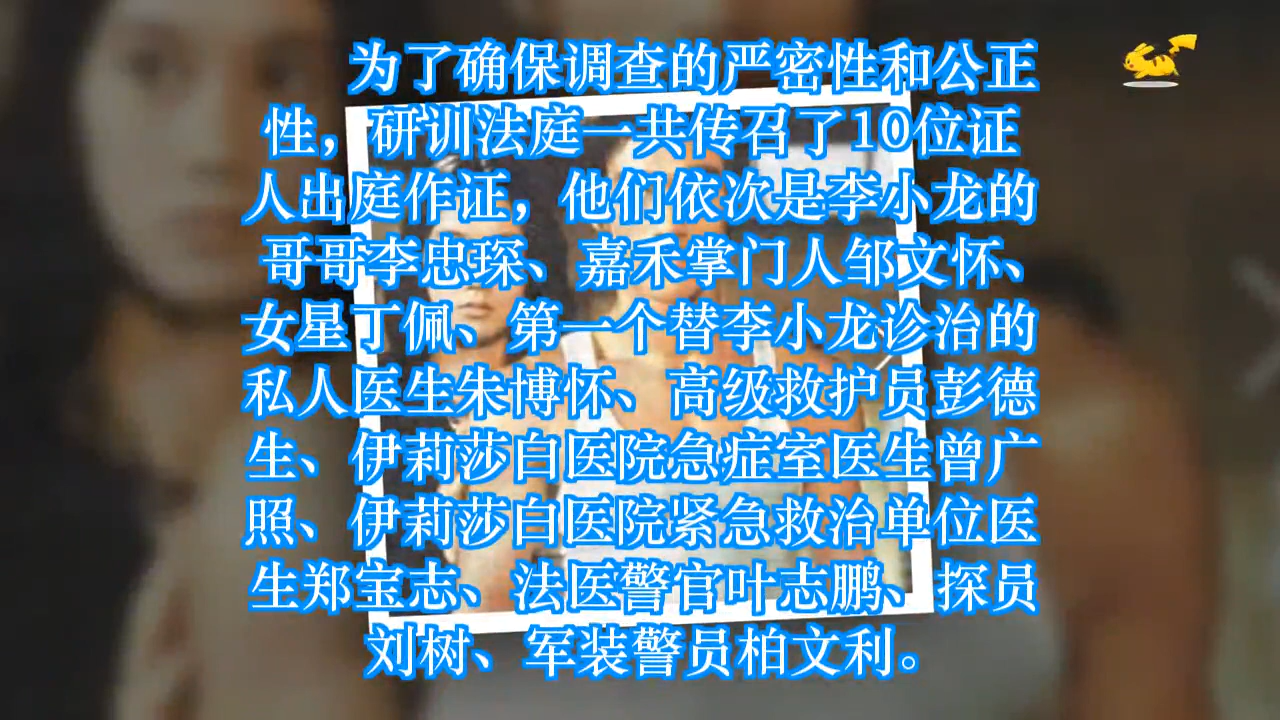 为了确保调查的严密性和公正
性，研训法庭一共传召了10位证
人出庭作证，他们依次是李小龙的
哥哥李忠琛、嘉禾掌门人邹文怀、
女星丁佩、第一个替李小龙诊治的
私人医生朱博怀、高级救护员彭德
生、伊莉莎白医院急症室医生曾广
照、伊莉莎白医院紧急救治单位医
生郑宝志、法医警官叶志鹏、探员
刘树、军装警员柏文利。